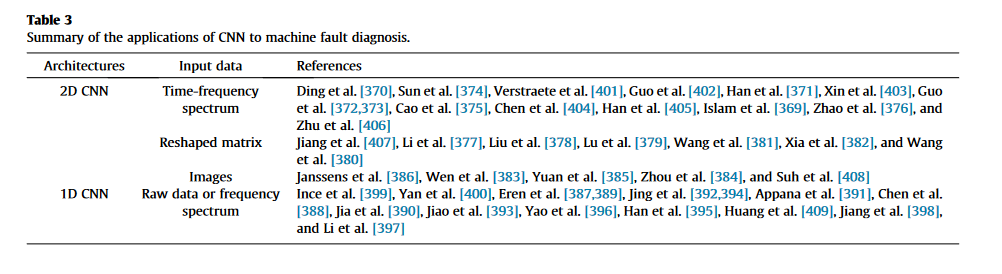 Table 3
Summary of the applications of CNN to machine fault diagnosis.
Architectures Input data References
2D CNN Time-frequency Ding et al. [370], Sun et al. [374], Verstraete et al. [401], Guo et al. [402], Han et al. [371], Xin et al. [403], Guo
spectrum et al. [372,373], Cao et al. [375], Chen et al. [404], Han et al. [405], Islam et al. [369], Zhao et al. [376], and
Zhu et al. [406]
Reshaped matrix Jiang et al. [407], Li et al. [377], Liu et al. [378], Lu et al. [379], Wang et al. [381], Xia et al. [382], and Wang
et al. [380]
Images Janssens et al. [386], Wen et al. [383], Yuan et al. [385], Zhou et al. [384], and Suh et al. [408]
1D CNN Raw data or frequency Ince et al. [399], Yan et al. [400], Eren et al. [387,389], Jing et al. [392,394], Appana et al. [391], Chen et al.
spectrum [388], Jia et al. [390], Jiao et al. [393], Yao et al. [396], Han et al. [395], Huang et al. [409], Jiang et al. [398],
and Li et al. [397]